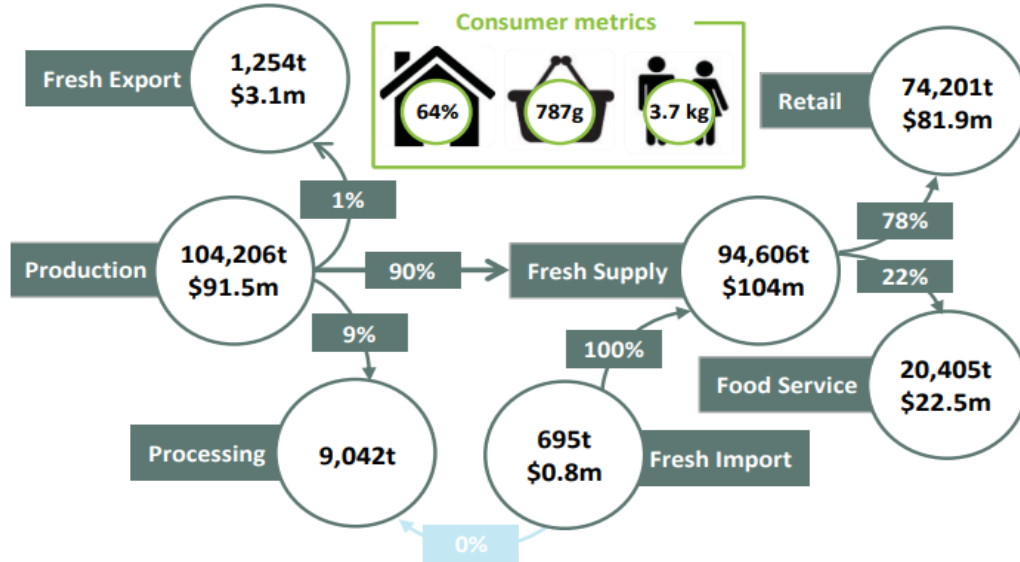 Consumer metrics
64%
787g
3.7 kg
Fresh Export
1,254t
$3.1m
Retail
74,201t
$81.9m
1%
78%
Production
104,206t
$91.5m
90%
Fresh Supply
94,606t
$104m
22%
9%
100%
Food Service
20,405t
$22.5m
Processing
9,042t
695t
$0.8m
Fresh Import
0%